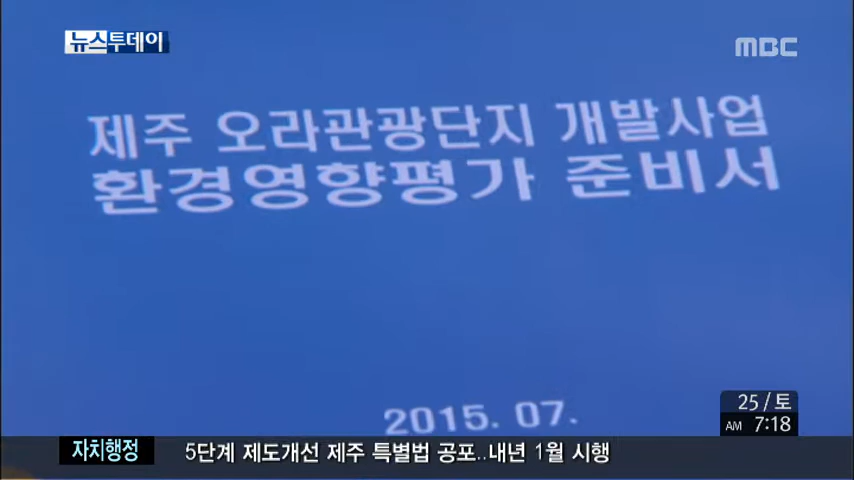 뉴스투데이
MBC
제주 오라관광단지 개발사업
환경영향평가 준비서
2015. 07.
25/토
AM 7:18
자치행정 5단계 제도개선 제주 특별법 공포..내년 1월 시행